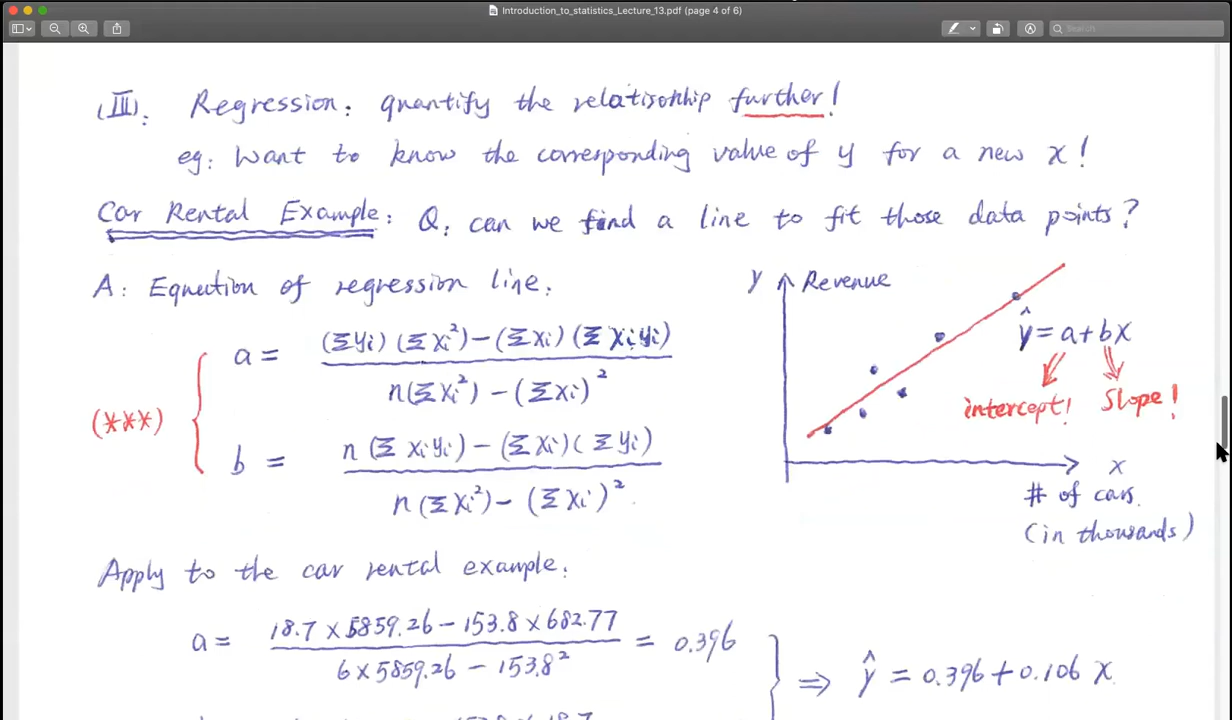 Introduction_to_statistics_Lecture_13.pdf (page 4 of 6)
Search
(III). Regression: quantify the relationship further!
eg: Want to know the corresponding value of y for a new x!
Car Rental Example: Q: can we find a line to fit those data points?
A: Equation of regression line.
(***) { a = (Σyi)(Σxi²) − (Σxi)(Σxiyi) / n(Σxi²) − (Σxi)²
b = n(Σxiyi) − (Σxi)(Σyi) / n(Σxi²) − (Σxi)²
y Revenue
ŷ = a + bx
intercept! Slope!
x
# of cars.
(in thousands)
Apply to the car rental example:
a = 18.7 × 5859.26 − 153.8 × 682.77 / 6 × 5859.26 − 153.8² = 0.396
⇒ ŷ = 0.396 + 0.106 x